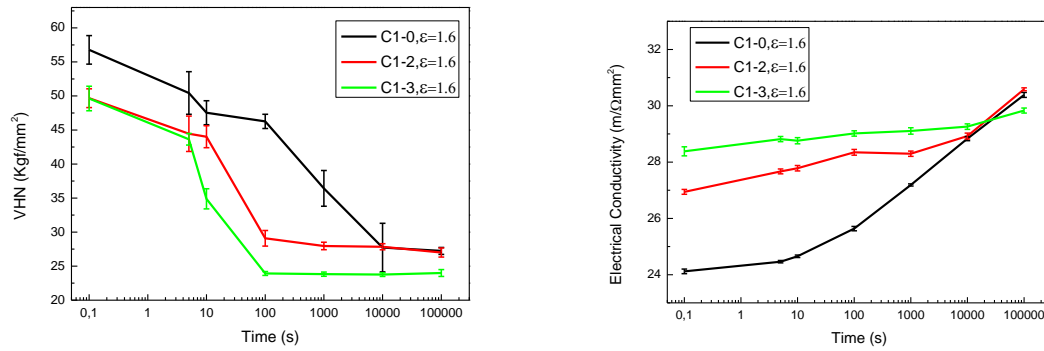 60
55
50
45
40
35
30
25
20
VHN (Kgf/mm²)
C1-0,ε=1.6
C1-2,ε=1.6
C1-3,ε=1.6
0,1 1 10 100 1000 10000 100000
Time (s)
32
30
28
26
24
Electrical Conductivity (m/Ωmm²)
C1-0,ε=1.6
C1-2,ε=1.6
C1-3,ε=1.6
0,1 1 10 100 1000 10000 100000
Time (s)